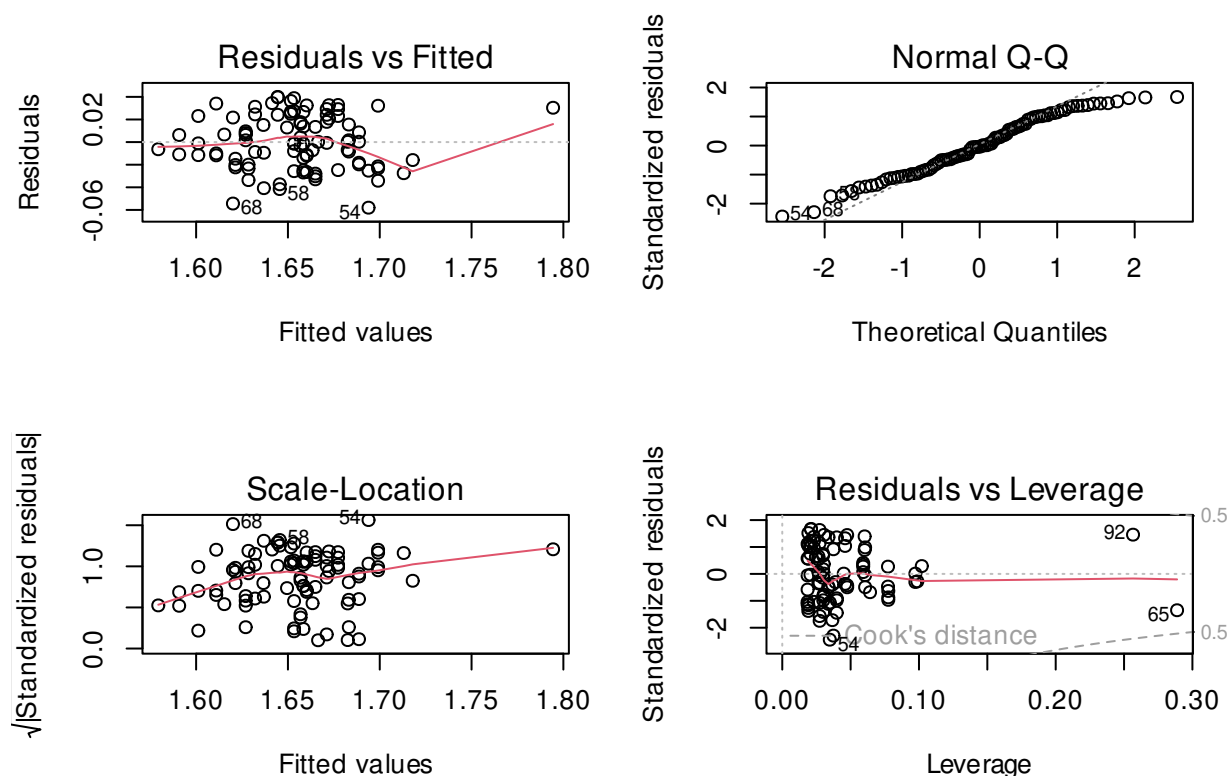 Residuals vs Fitted
Residuals
0.02
-0.06
68
58
54
1.60 1.65 1.70 1.75 1.80
Fitted values
Normal Q-Q
Standardized residuals
2
0
-2
54
68
58
-2 -1 0 1 2
Theoretical Quantiles
Scale-Location
√|Standardized residuals|
1.0
0.0
68
58
54
1.60 1.65 1.70 1.75 1.80
Fitted values
Residuals vs Leverage
Standardized residuals
2
0
-2
92
65
54
Cook's distance
0.5
0.5
0.00 0.05 0.10 0.20 0.30
Leverage